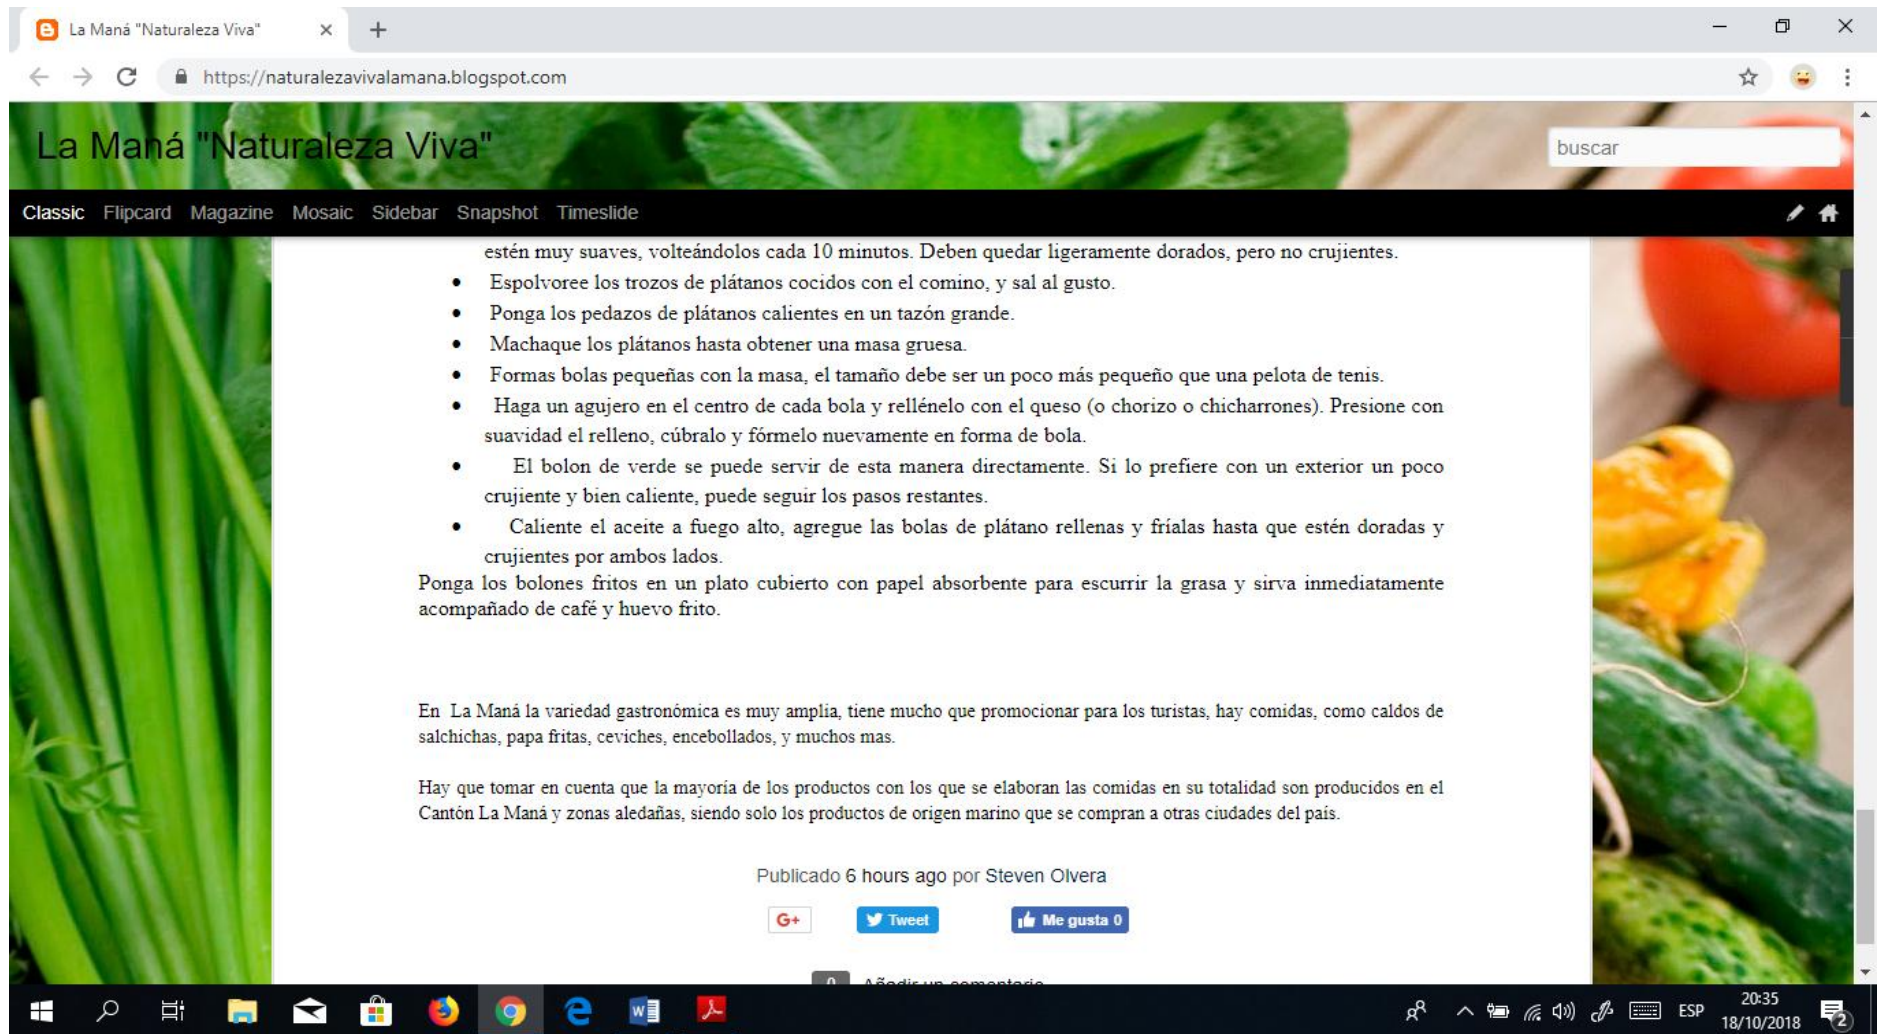 La Maná "Naturaleza Viva"
https://naturalezavivalamana.blogspot.com
La Maná "Naturaleza Viva"
buscar
Classic Flipcard Magazine Mosaic Sidebar Snapshot Timeslide
estén muy suaves, volteándolos cada 10 minutos. Deben quedar ligeramente dorados, pero no crujientes.
• Espolvoree los trozos de plátanos cocidos con el comino, y sal al gusto.
• Ponga los pedazos de plátanos calientes en un tazón grande.
• Machaque los plátanos hasta obtener una masa gruesa.
• Formas bolas pequeñas con la masa, el tamaño debe ser un poco más pequeño que una pelota de tenis.
• Haga un agujero en el centro de cada bola y rellénelo con el queso (o chorizo o chicharrones). Presione con
suavidad el relleno, cúbralo y fórmelo nuevamente en forma de bola.
• El bolon de verde se puede servir de esta manera directamente. Si lo prefiere con un exterior un poco
crujiente y bien caliente, puede seguir los pasos restantes.
• Caliente el aceite a fuego alto, agregue las bolas de plátano rellenas y fríalas hasta que estén doradas y
crujientes por ambos lados.
Ponga los bolones fritos en un plato cubierto con papel absorbente para escurrir la grasa y sirva inmediatamente
acompañado de café y huevo frito.
En La Maná la variedad gastronómica es muy amplia, tiene mucho que promocionar para los turistas, hay comidas, como caldos de
salchichas, papa fritas, ceviches, encebollados, y muchos mas.
Hay que tomar en cuenta que la mayoría de los productos con los que se elaboran las comidas en su totalidad son producidos en el
Cantón La Maná y zonas aledañas, siendo solo los productos de origen marino que se compran a otras ciudades del país.
Publicado 6 hours ago por Steven Olvera
G+ Tweet Me gusta 0
0 Añadir un comentario
ESP
20:35
18/10/2018
2